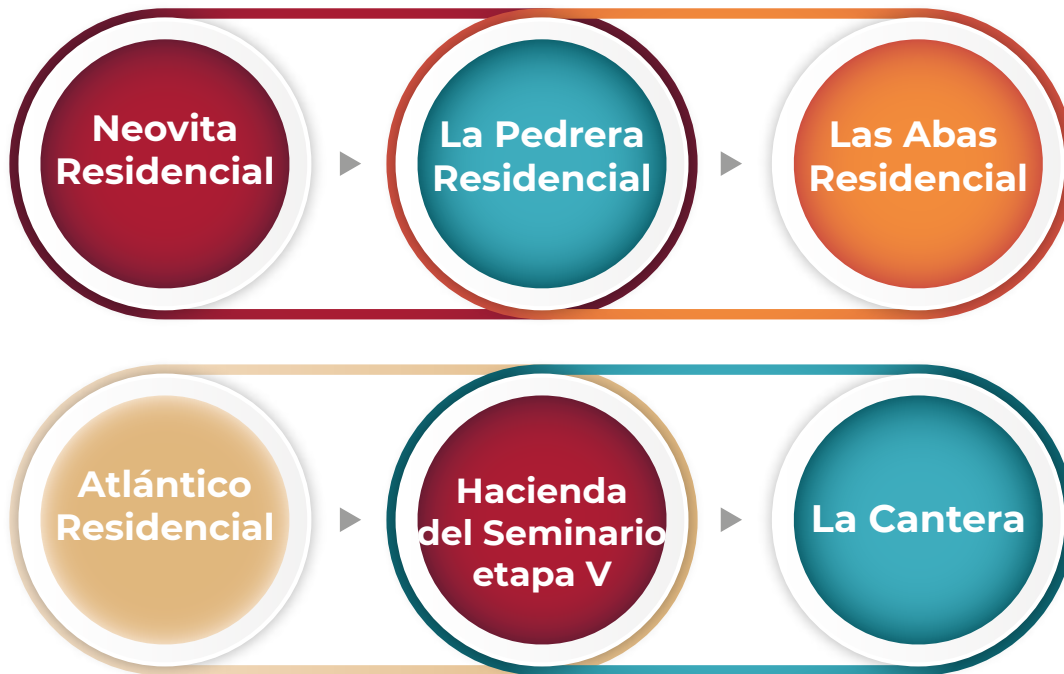 Neovita
Residencial
La Pedrera
Residencial
Las Abas
Residencial
Atlántico
Residencial
Hacienda
del Seminario
etapa V
La Cantera